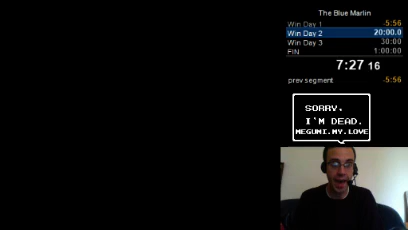 The Blue Marlin
Win Day 1 -5:56
Win Day 2 20:00.0
Win Day 3 30:00
FIN 1:00:00
7:27 16
prev segment -5:56
SORRY.
I'M DEAD.
MEGUMI.MY.LOVE